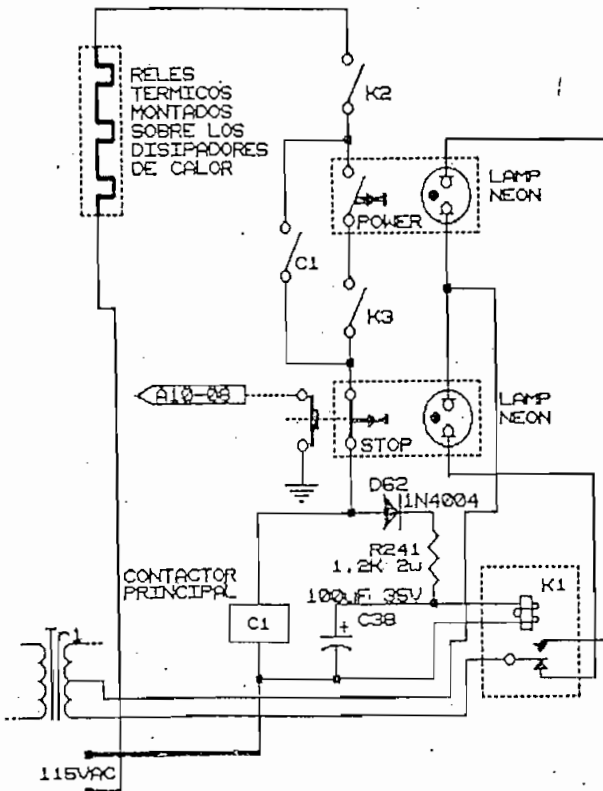 RELES
TERMICOS
MONTADOS
SOBRE LOS
DISIPADORES
DE CALOR
K2
LAMP
NEON
POWER
C1
K3
A10-08
LAMP
NEON
STOP
D62
1N4004
R241
1.2K 2W
CONTACTOR
PRINCIPAL
100uF 35V
K1
C1
+
C38
Tr1
115VAC